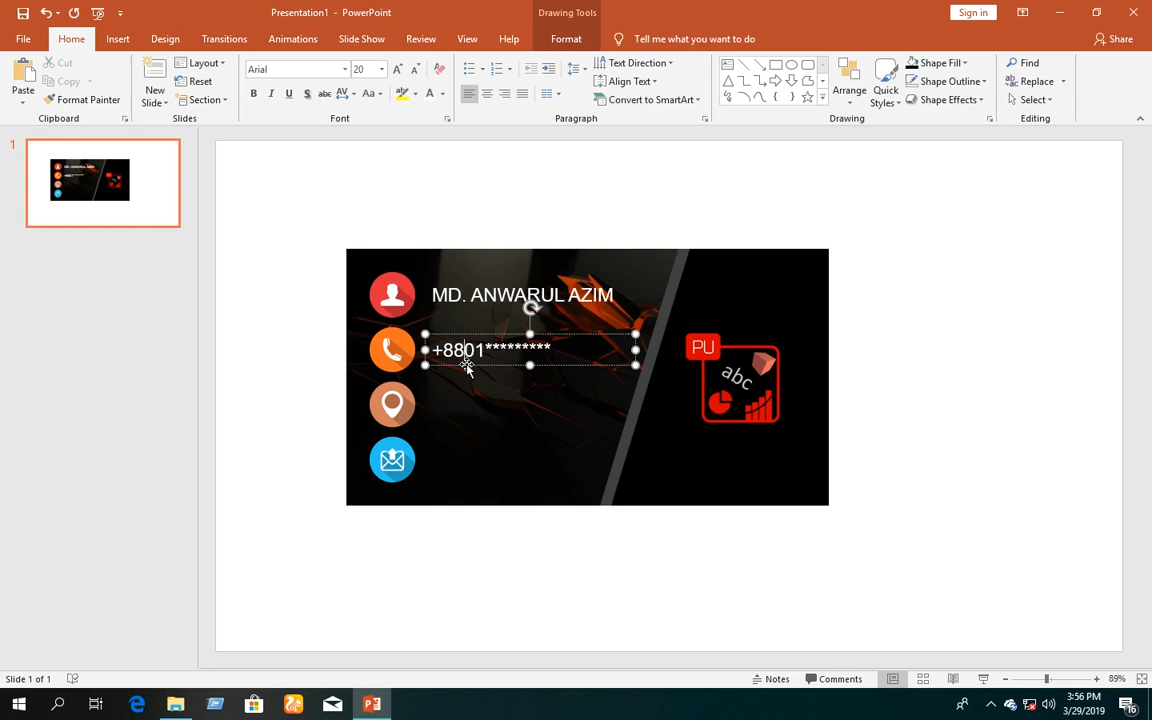 Presentation1 - PowerPoint
Drawing Tools
Sign in
File Home Insert Design Transitions Animations Slide Show Review View Help Format Tell me what you want to do Share
Paste
Cut
Copy
Format Painter
Clipboard
New Slide
Layout
Reset
Section
Slides
Arial 20
B I U S abc AV Aa A
Font
Text Direction
Align Text
Convert to SmartArt
Paragraph
Arrange
Quick Styles
Shape Fill
Shape Outline
Shape Effects
Drawing
Find
Replace
Select
Editing
1
MD. ANWARUL AZIM
+8801*********
PU
abc
Slide 1 of 1
Notes
Comments
89%
3:56 PM
3/29/2019
16